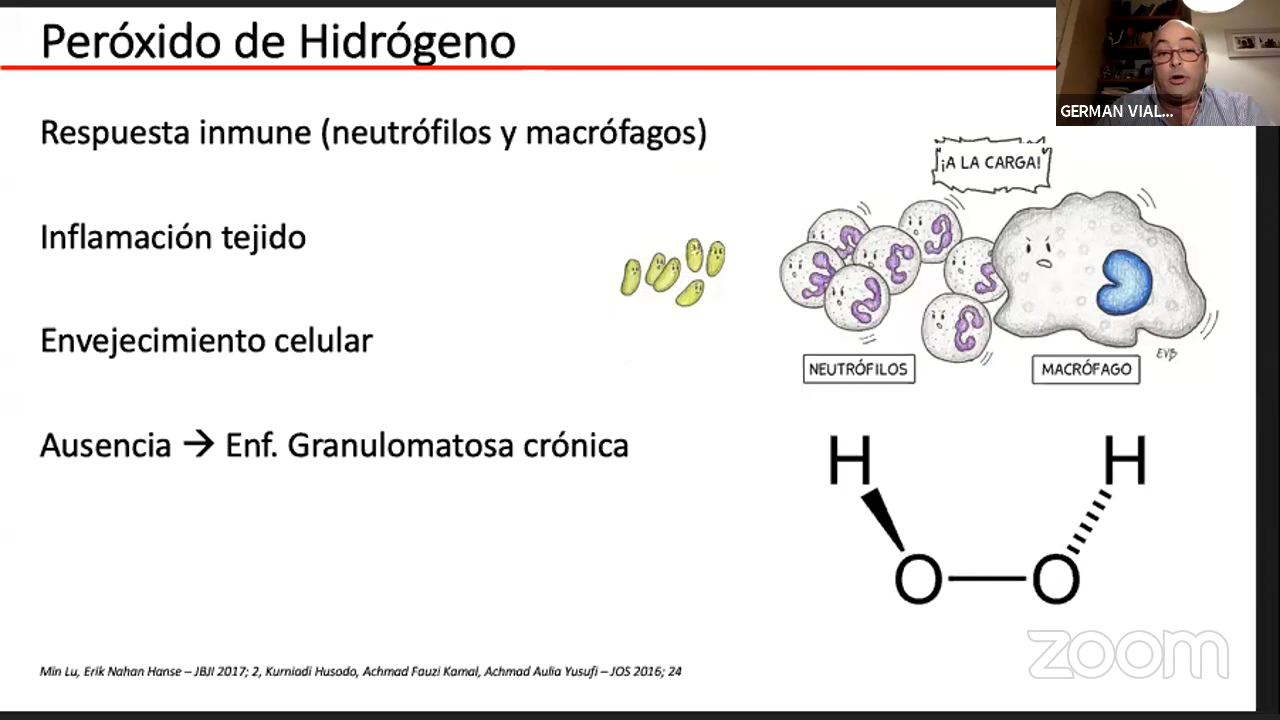 Peróxido de Hidrógeno
GERMAN VIAL...
Respuesta inmune (neutrófilos y macrófagos)
¡A LA CARGA!
Inflamación tejido
Envejecimiento celular
EVB
NEUTRÓFILOS
MACRÓFAGO
Ausencia → Enf. Granulomatosa crónica
H H
O — O
zoom
Min Lu, Erik Nahan Hanse – JBJI 2017; 2, Kurniadi Husodo, Achmad Fauzi Kamal, Achmad Aulia Yusufi – JOS 2016; 24